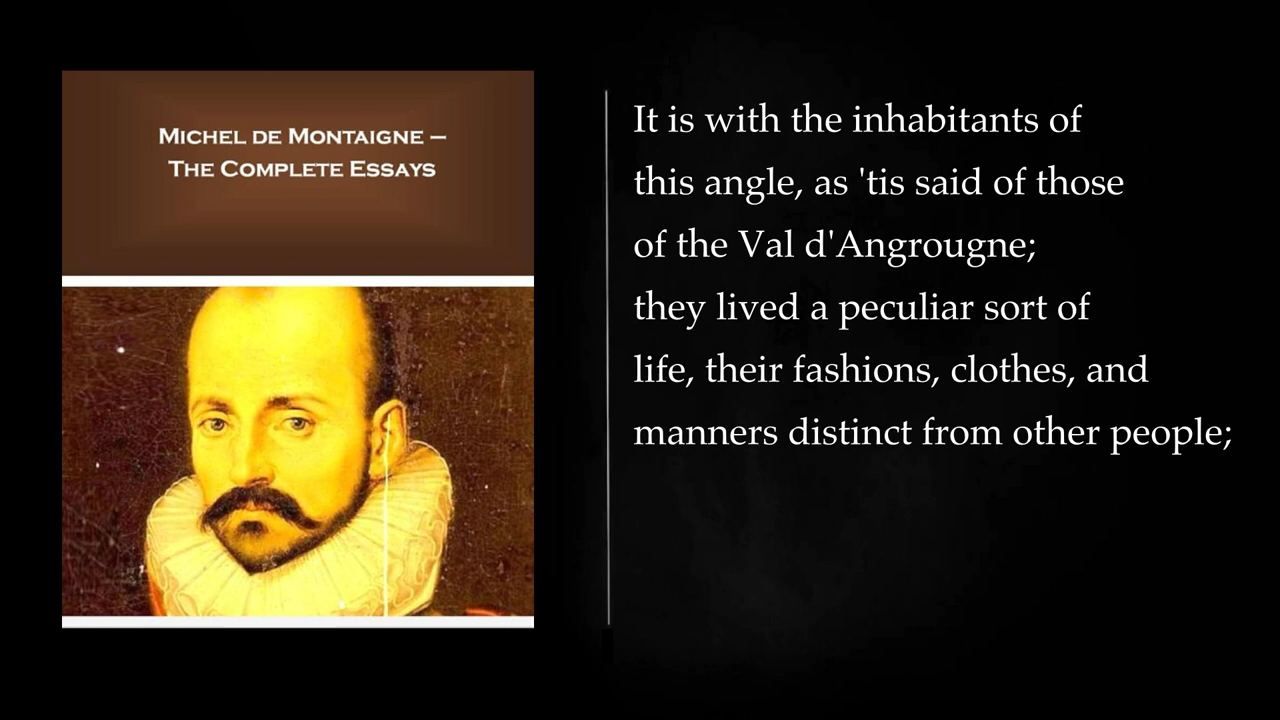 MICHEL DE MONTAIGNE –
THE COMPLETE ESSAYS
It is with the inhabitants of
this angle, as 'tis said of those
of the Val d'Angrougne;
they lived a peculiar sort of
life, their fashions, clothes, and
manners distinct from other people;